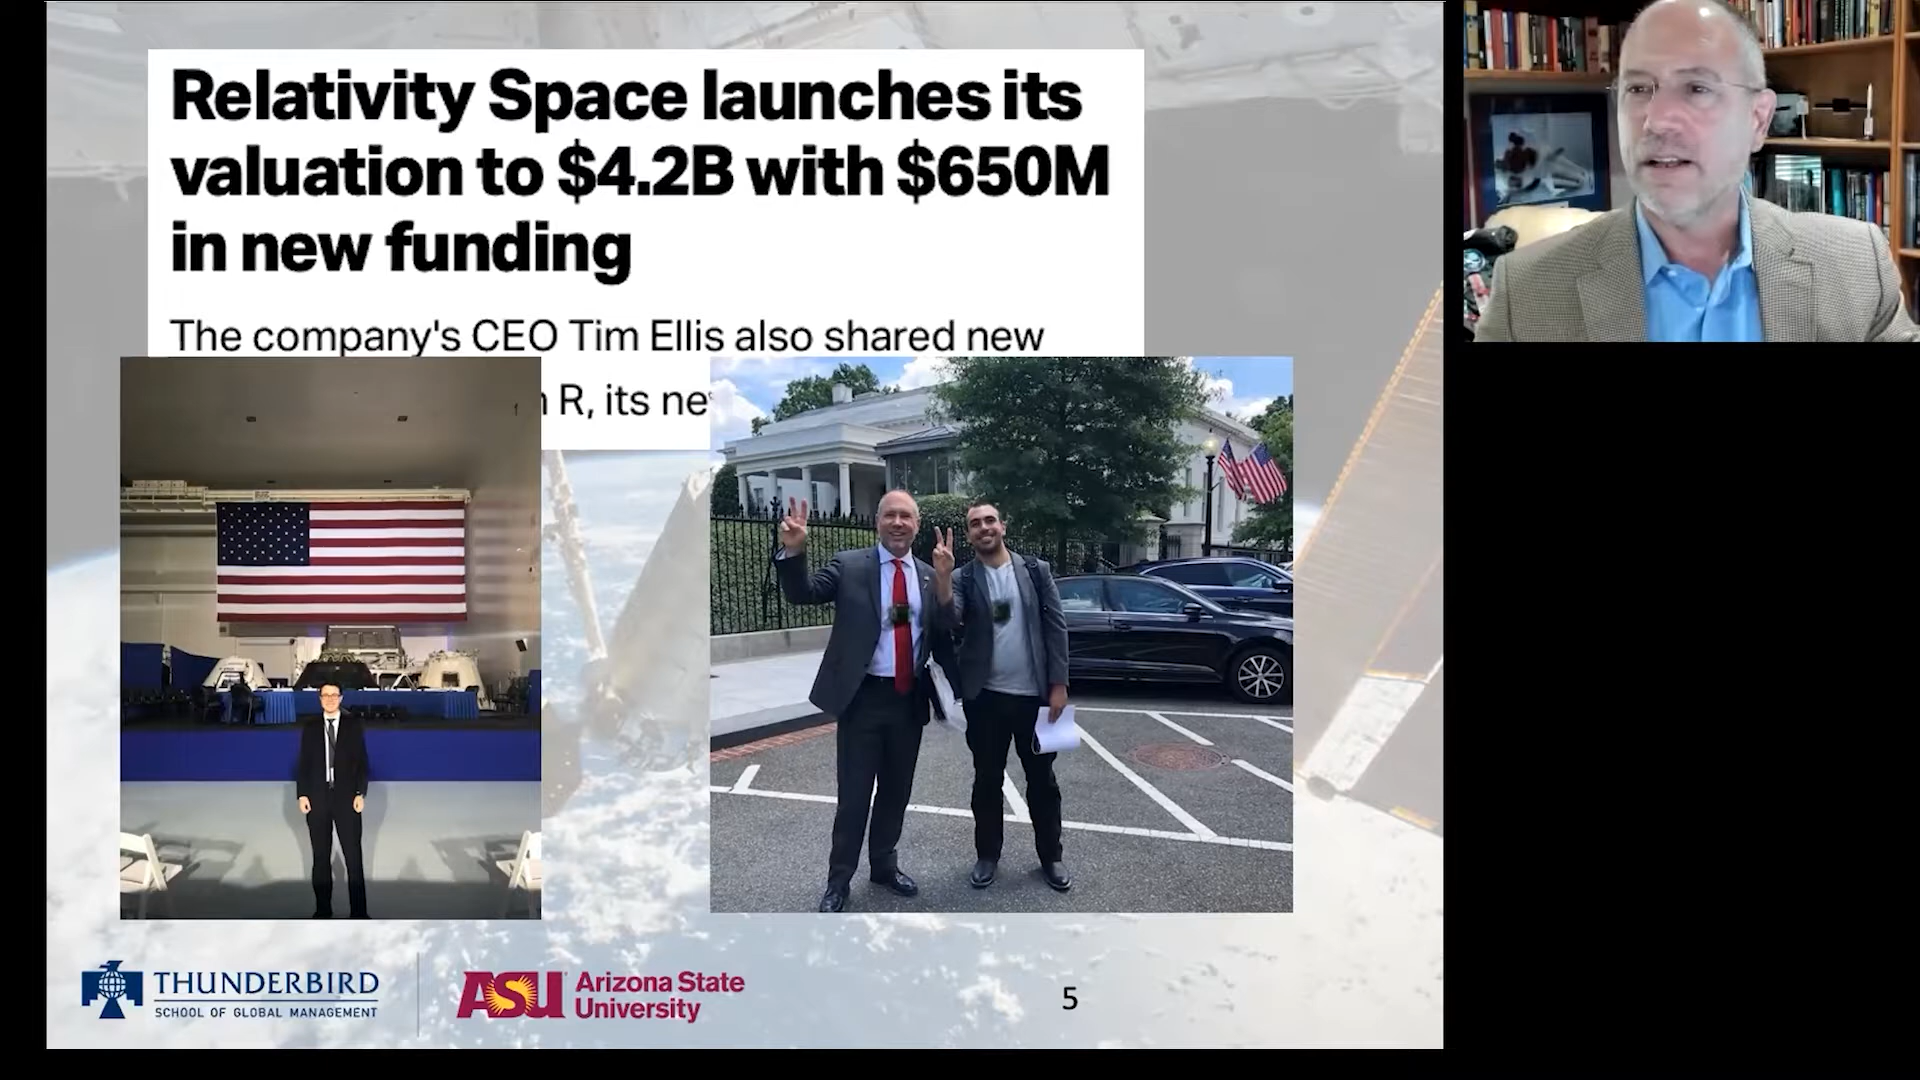 Relativity Space launches its
valuation to $4.2B with $650M
in new funding
The company's CEO Tim Ellis also shared new
R, its ne
THUNDERBIRD
SCHOOL OF GLOBAL MANAGEMENT
ASU
Arizona State
University
5